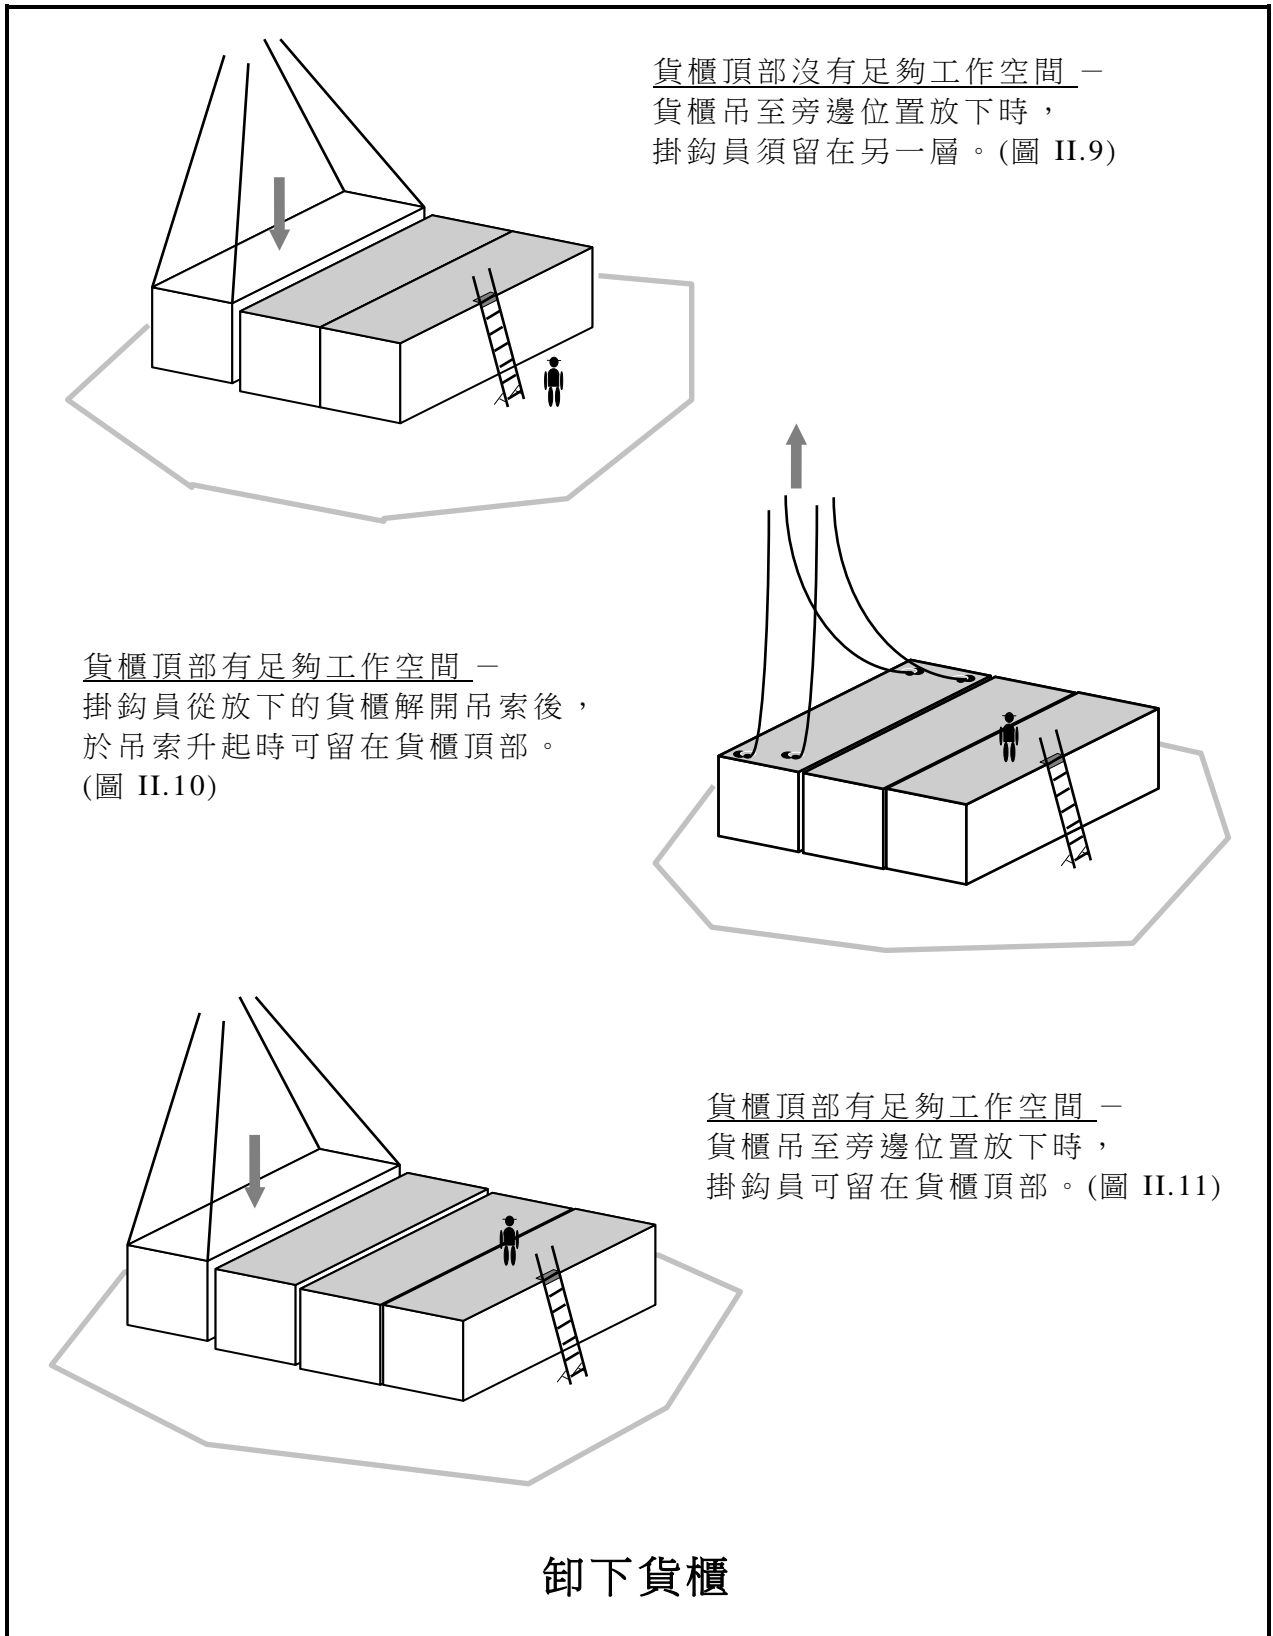 貨櫃頂部沒有足夠工作空間 －
貨櫃吊至旁邊位置放下時，
掛鈎員須留在另一層。(圖 II.9)
貨櫃頂部有足夠工作空間 －
掛鈎員從放下的貨櫃解開吊索後，
於吊索升起時可留在貨櫃頂部。
(圖 II.10)
貨櫃頂部有足夠工作空間 －
貨櫃吊至旁邊位置放下時，
掛鈎員可留在貨櫃頂部。(圖 II.11)
卸下貨櫃